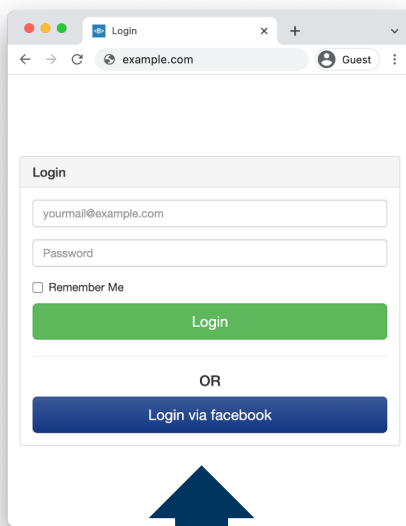 Login
example.com
Guest
Login
yourmail@example.com
Password
Remember Me
Login
OR
Login via facebook